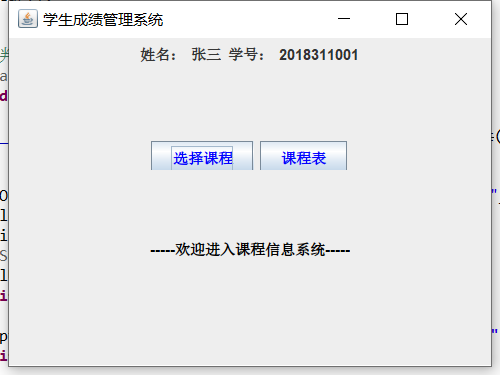 学生成绩管理系统
姓名： 张三 学号： 2018311001
选择课程 课程表
-----欢迎进入课程信息系统-----